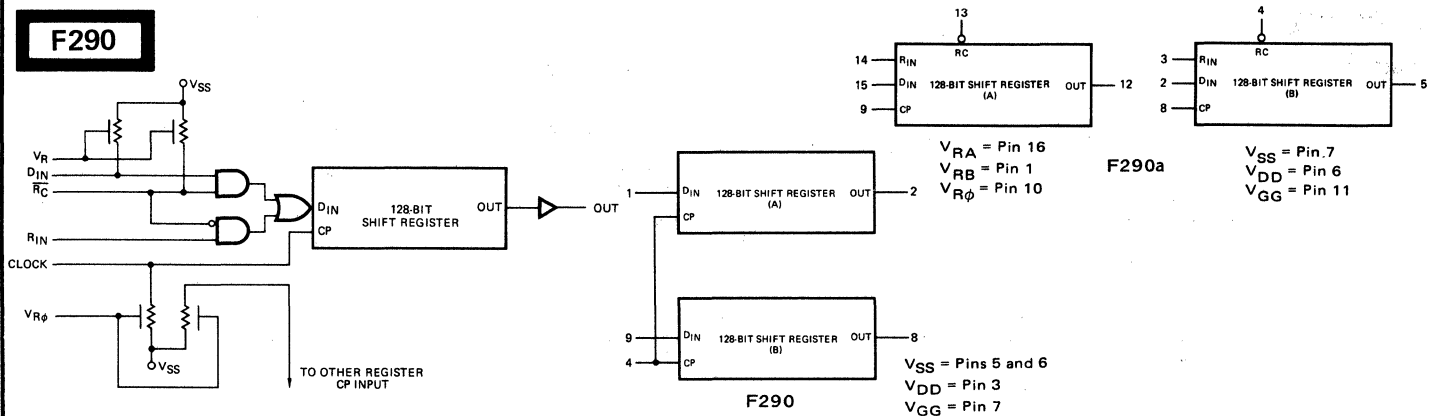 F290
VSS
VR
DIN
RC
RIN
CLOCK
VRφ
VSS
DIN
CP
128-BIT
SHIFT REGISTER
OUT
OUT
TO OTHER REGISTER
CP INPUT
1
DIN
CP
128-BIT SHIFT REGISTER
(A)
OUT
2
9
4
DIN
CP
128-BIT SHIFT REGISTER
(B)
OUT
8
F290
VSS = Pins 5 and 6
VDD = Pin 3
VGG = Pin 7
13
RC
14
RIN
15
DIN
9
CP
128-BIT SHIFT REGISTER
(A)
OUT
12
VRA = Pin 16
VRB = Pin 1
VRφ = Pin 10
F290a
4
RC
3
RIN
2
DIN
8
CP
128-BIT SHIFT REGISTER
(B)
OUT
5
VSS = Pin 7
VDD = Pin 6
VGG = Pin 11